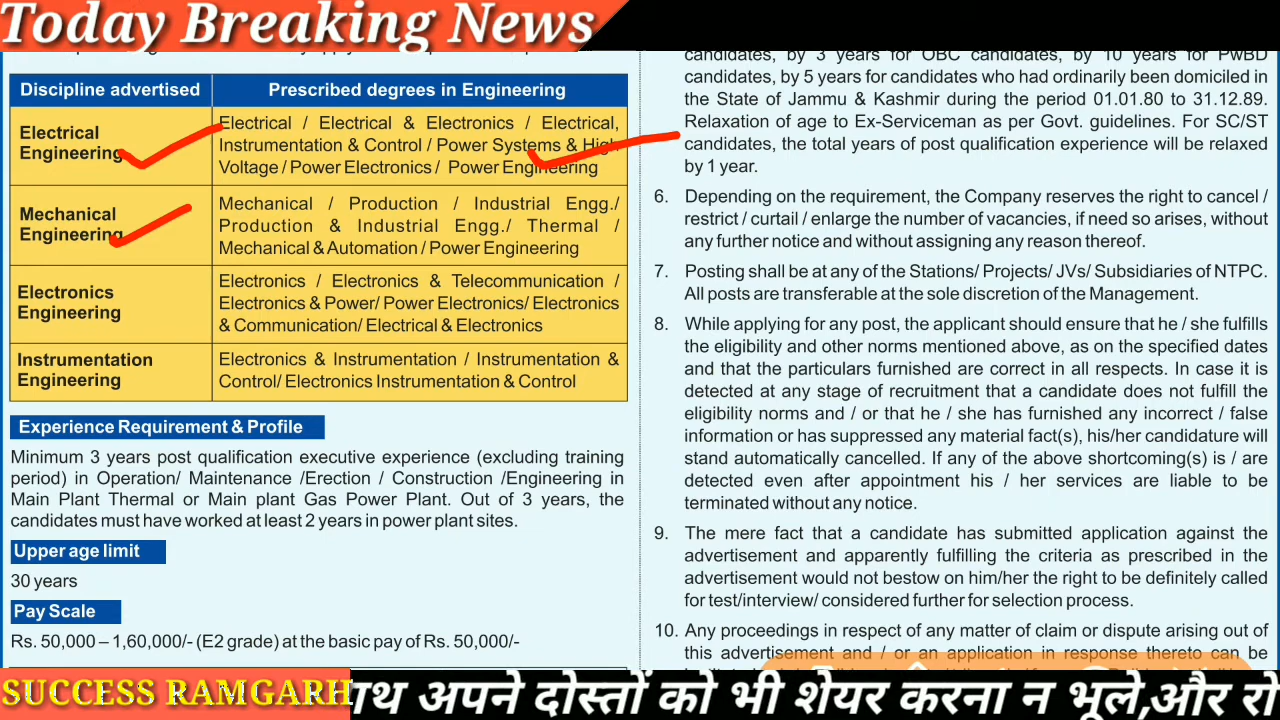 Today Breaking News
Discipline advertised
Prescribed degrees in Engineering
Electrical
Engineering
Electrical / Electrical & Electronics / Electrical,
Instrumentation & Control / Power Systems & High
Voltage / Power Electronics / Power Engineering
Mechanical
Engineering
Mechanical / Production / Industrial Engg./
Production & Industrial Engg./ Thermal /
Mechanical & Automation / Power Engineering
Electronics
Engineering
Electronics / Electronics & Telecommunication /
Electronics & Power/ Power Electronics/ Electronics
& Communication/ Electrical & Electronics
Instrumentation
Engineering
Electronics & Instrumentation / Instrumentation &
Control/ Electronics Instrumentation & Control
Experience Requirement & Profile
Minimum 3 years post qualification executive experience (excluding training
period) in Operation/ Maintenance /Erection / Construction /Engineering in
Main Plant Thermal or Main plant Gas Power Plant. Out of 3 years, the
candidates must have worked at least 2 years in power plant sites.
Upper age limit
30 years
Pay Scale
Rs. 50,000 – 1,60,000/- (E2 grade) at the basic pay of Rs. 50,000/-
candidates, by 3 years for OBC candidates, by 10 years for PwBD
candidates, by 5 years for candidates who had ordinarily been domiciled in
the State of Jammu & Kashmir during the period 01.01.80 to 31.12.89.
Relaxation of age to Ex-Serviceman as per Govt. guidelines. For SC/ST
candidates, the total years of post qualification experience will be relaxed
by 1 year.
6. Depending on the requirement, the Company reserves the right to cancel /
restrict / curtail / enlarge the number of vacancies, if need so arises, without
any further notice and without assigning any reason thereof.
7. Posting shall be at any of the Stations/ Projects/ JVs/ Subsidiaries of NTPC.
All posts are transferable at the sole discretion of the Management.
8. While applying for any post, the applicant should ensure that he / she fulfills
the eligibility and other norms mentioned above, as on the specified dates
and that the particulars furnished are correct in all respects. In case it is
detected at any stage of recruitment that a candidate does not fulfill the
eligibility norms and / or that he / she has furnished any incorrect / false
information or has suppressed any material fact(s), his/her candidature will
stand automatically cancelled. If any of the above shortcoming(s) is / are
detected even after appointment his / her services are liable to be
terminated without any notice.
9. The mere fact that a candidate has submitted application against the
advertisement and apparently fulfilling the criteria as prescribed in the
advertisement would not bestow on him/her the right to be definitely called
for test/interview/ considered further for selection process.
10. Any proceedings in respect of any matter of claim or dispute arising out of
this advertisement and / or an application in response thereto can be
SUCCESS RAMGARH
अपने दोस्तों को भी शेयर करना न भूले,और